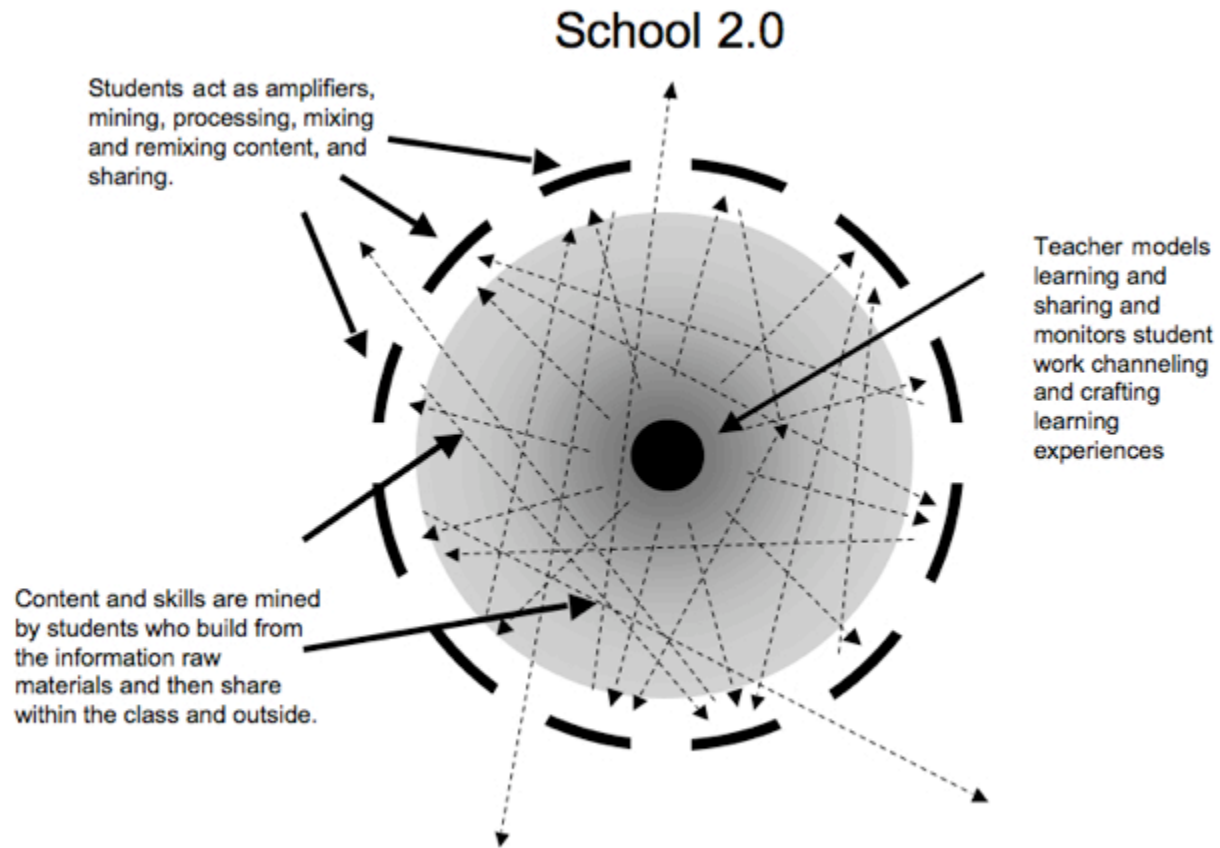 School 2.0
Students act as amplifiers,
mining, processing, mixing
and remixing content, and
sharing.
Teacher models
learning and
sharing and
monitors student
work channeling
and crafting
learning
experiences
Content and skills are mined
by students who build from
the information raw
materials and then share
within the class and outside.